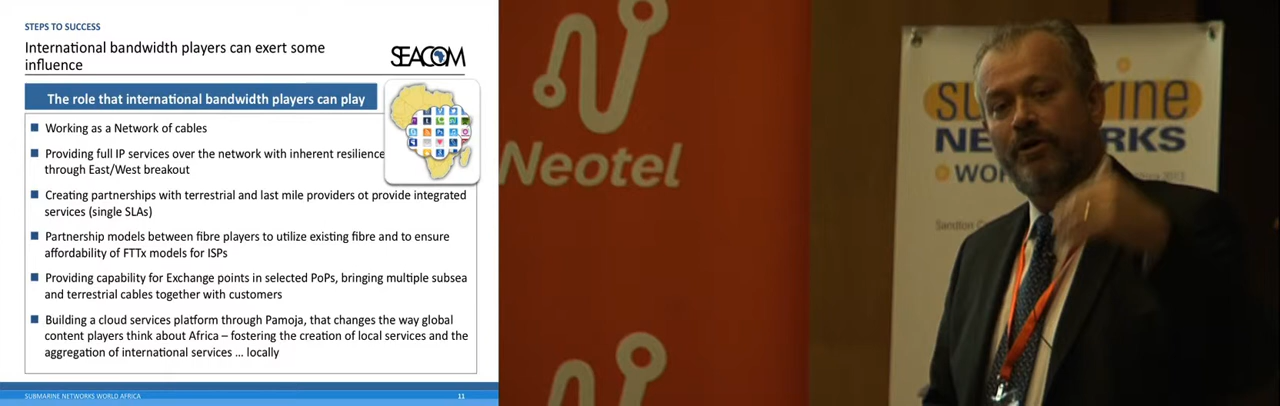 STEPS TO SUCCESS
International bandwidth players can exert some
influence
SEACOM
The role that international bandwidth players can play
Working as a Network of cables
Providing full IP services over the network with inherent resilience
through East/West breakout
Creating partnerships with terrestrial and last mile providers ot provide integrated
services (single SLAs)
Partnership models between fibre players to utilize existing fibre and to ensure
affordability of FTTx models for ISPs
Providing capability for Exchange points in selected PoPs, bringing multiple subsea
and terrestrial cables together with customers
Building a cloud services platform through Pamoja, that changes the way global
content players think about Africa – fostering the creation of local services and the
aggregation of international services … locally
SUBMARINE NETWORKS WORLD AFRICA
11
Neotel
submarine
NETWORKS
WOR
Sandton
2013